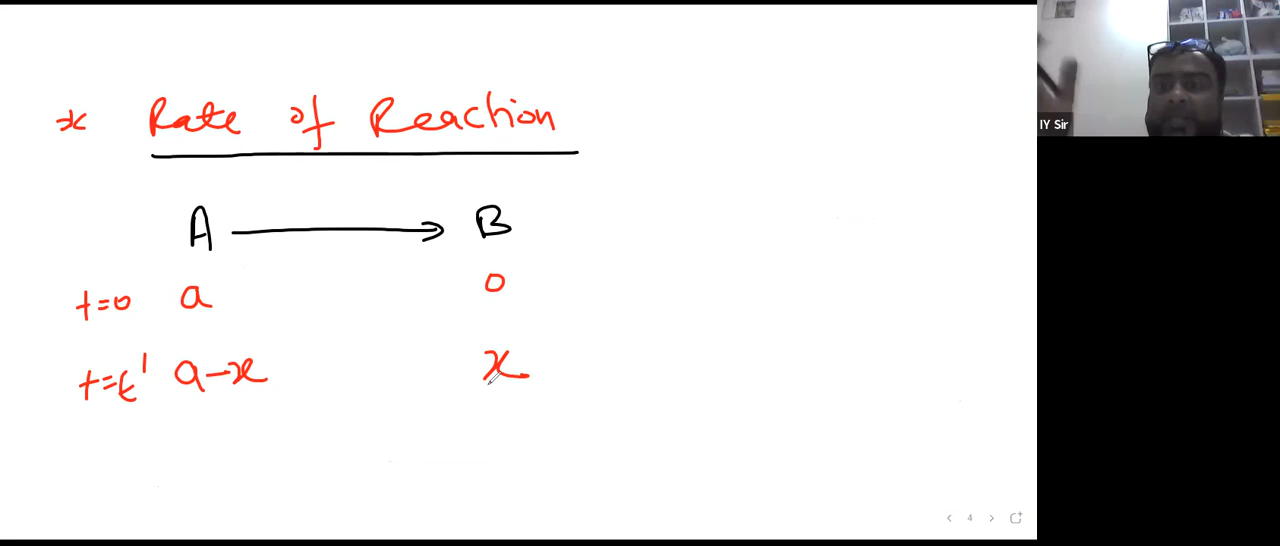 * Rate of Reaction
A → B
t=0 a 0
t=t' a-x x
IY Sir
4